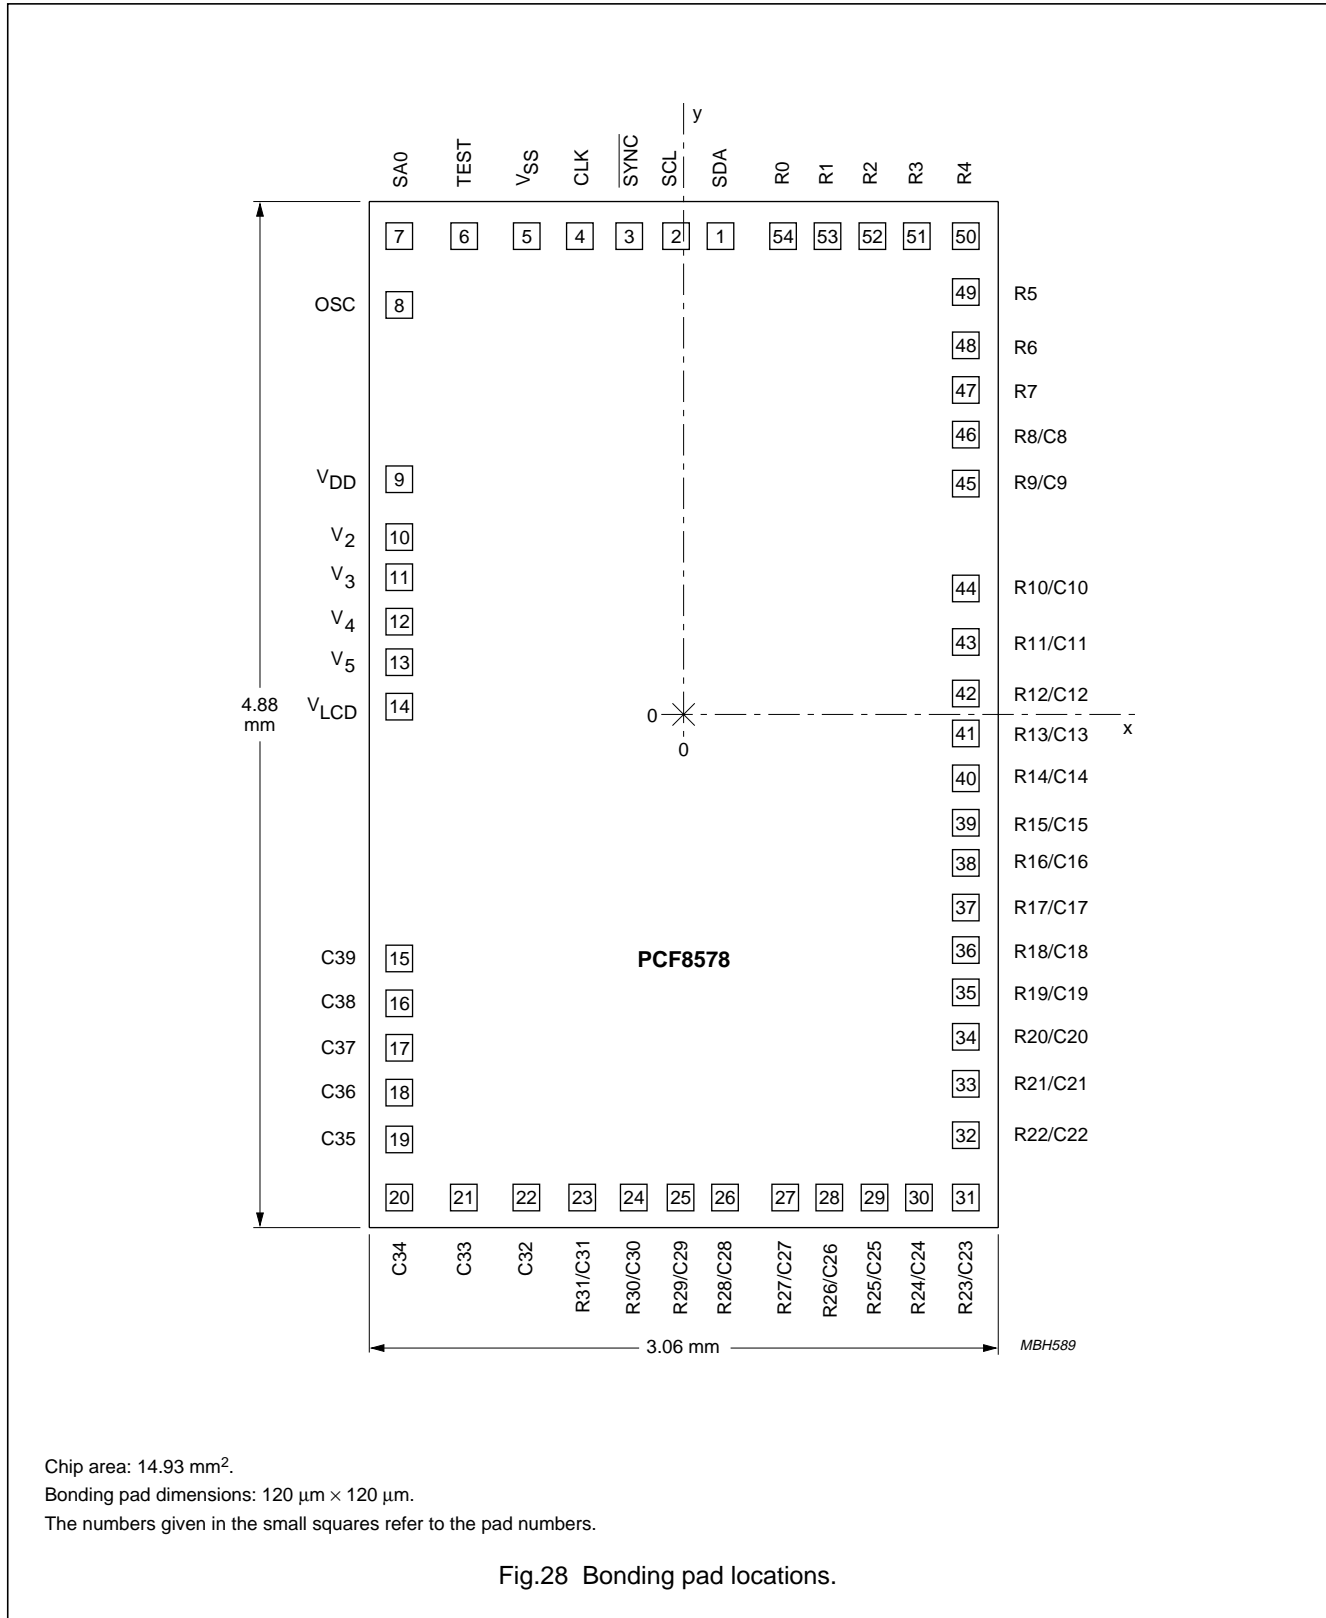 y
SA0 TEST VSS CLK SYNC SCL SDA R0 R1 R2 R3 R4
7 6 5 4 3 2 1 54 53 52 51 50
49 R5
OSC 8
48 R6
47 R7
46 R8/C8
VDD 9 45 R9/C9
V2 10
V3 11
44 R10/C10
V4 12
43 R11/C11
V5 13
42 R12/C12
4.88
mm
VLCD 14
0 x
41 R13/C13
0
40 R14/C14
39 R15/C15
38 R16/C16
37 R17/C17
36 R18/C18
C39 15 PCF8578
35 R19/C19
C38 16
34 R20/C20
C37 17
33 R21/C21
C36 18
32 R22/C22
C35 19
20 21 22 23 24 25 26 27 28 29 30 31
C34 C33 C32 R31/C31 R30/C30 R29/C29 R28/C28 R27/C27 R26/C26 R25/C25 R24/C24 R23/C23
3.06 mm
MBH589
Chip area: 14.93 mm².
Bonding pad dimensions: 120 µm × 120 µm.
The numbers given in the small squares refer to the pad numbers.
Fig.28 Bonding pad locations.